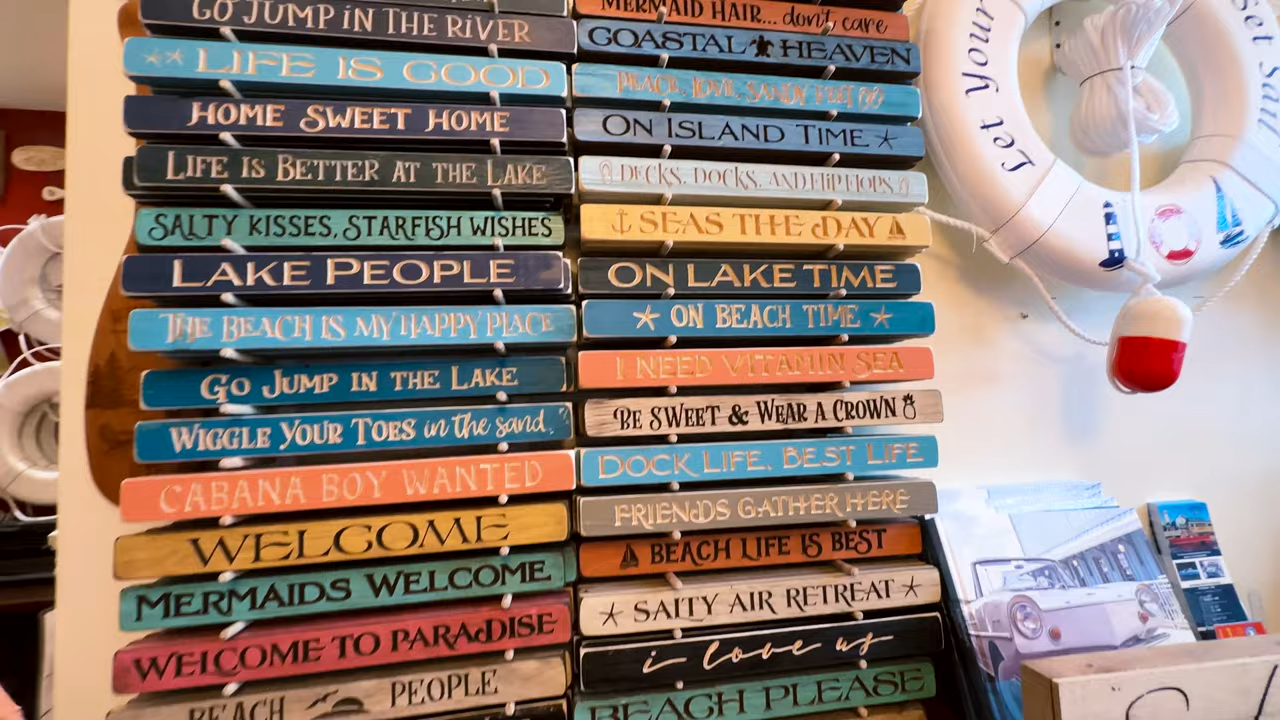 GO JUMP iN THE RiVER
LIFE IS GOOD
HOME SWEET HOME
LIFE IS BETTER AT THE LAKE
SALTY KISSES, STARFISH WISHES
LAKE PEOPLE
THE BEACH IS MY HAPPY PLACE
GO JUMP IN THE LAKE
WIGGLE YOUR TOES in the sand.
CABANA BOY WANTED
WELCOME
MERMAIDS WELCOME
WELCOME TO PARADISE
BEACH PEOPLE
MERMAID HAIR... don't care
COASTAL HEAVEN
PEACE, LOVE, SANDY FEET
ON ISLAND TIME
DECKS, DOCKS, AND FLIP FLOPS
SEAS THE DAY
ON LAKE TIME
ON BEACH TIME
I NEED VITAMIN SEA
BE SWEET & WEAR A CROWN
DOCK LIFE, BEST LIFE
FRIENDS GATHER HERE
BEACH LIFE IS BEST
SALTY AIR RETREAT
i love us
BEACH PLEASE
Let Your
Set Sail